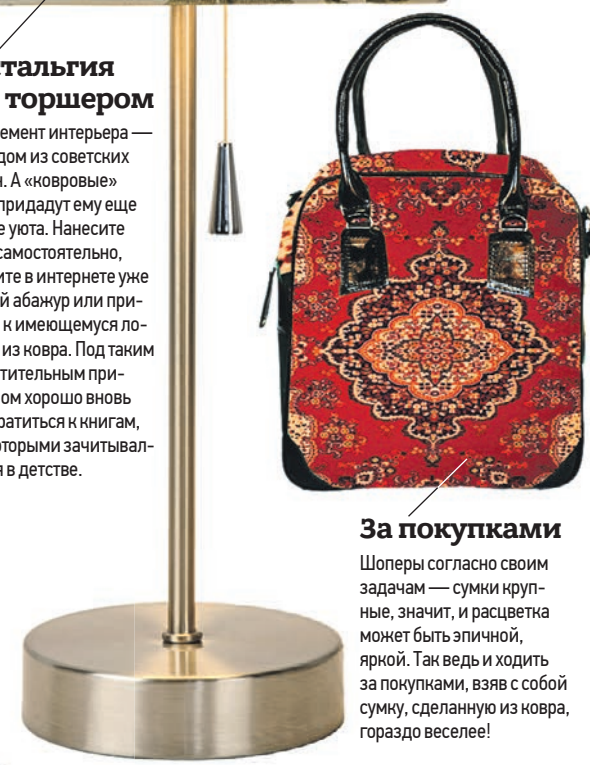 стальгия
торшером
емент интерьера —
дом из советских
н. А «ковровые»
придадут ему еще
е уюта. Нанесите
самостоятельно,
ите в интернете уже
й абажур или при-
к имеющемуся ло-
из ковра. Под таким
тительным при-
ом хорошо вновь
ратиться к книгам,
оторыми зачитывал-
я в детстве.
За покупками
Шоперы согласно своим
задачам — сумки круп-
ные, значит, и расцветка
может быть эпичной,
яркой. Так ведь и ходить
за покупками, взяв с собой
сумку, сделанную из ковра,
гораздо веселее!